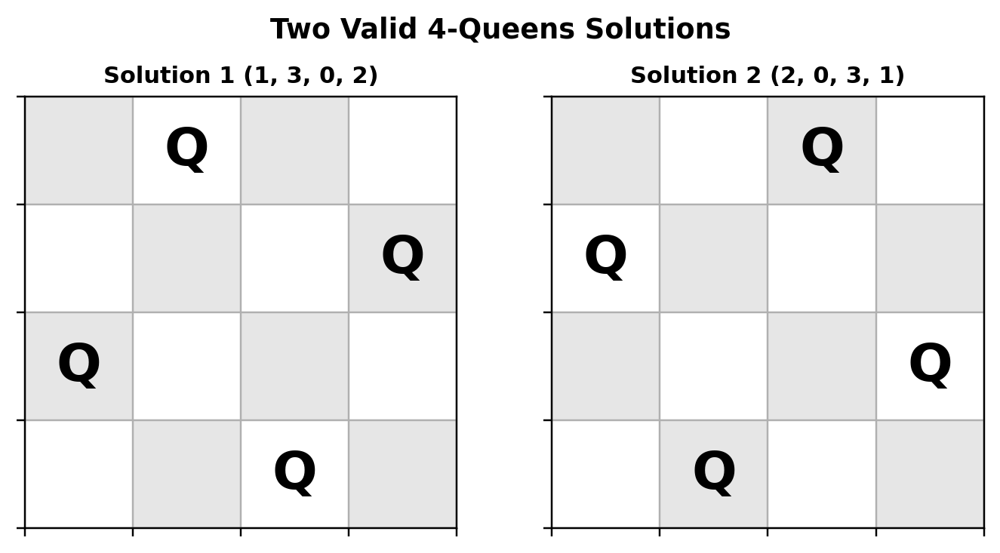 Two Valid 4-Queens Solutions
Solution 1 (1, 3, 0, 2)
Q
Q
Q
Q
Solution 2 (2, 0, 3, 1)
Q
Q
Q
Q